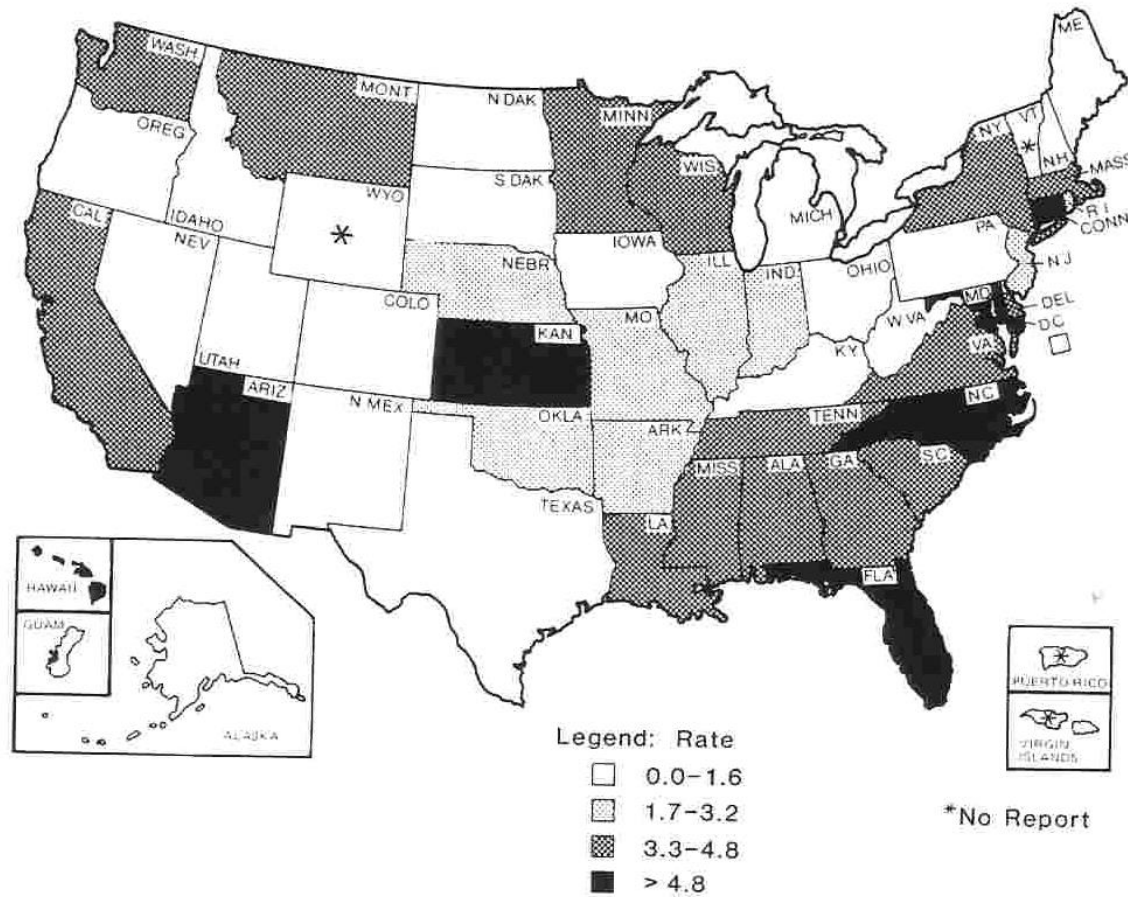 ME
WASH
MONT
N DAK
MINN
VT
*
NH
NY
MASS
OREG
WIS
S DAK
WYO
*
R I
CONN
IDAHO
MICH
CAL
NEV
IOWA
PA
NEBR
ILL
IND
OHIO
N J
COLO
MO
W VA
MD
DEL
DC
KAN
VA
KY
UTAH
ARIZ
NC
N MEX
OKLA
TENN
ARK
SC
MISS
ALA
GA
TEXAS
LA
FLA
HAWAII
GUAM
ALASKA
*
PUERTO RICO
*
VIRGIN
ISLANDS
Legend: Rate
0.0-1.6
1.7-3.2
3.3-4.8
> 4.8
*No Report